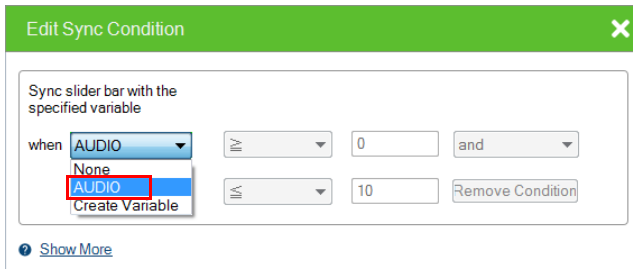 Edit Sync Condition
Sync slider bar with the
specified variable
when AUDIO ≧ 0 and
None
AUDIO
Create Variable
≦ 10 Remove Condition
Show More